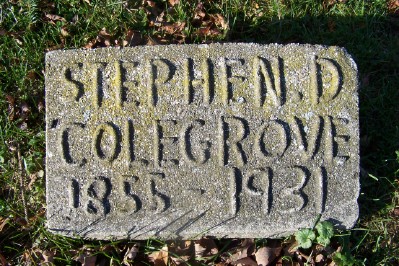 STEPHEN. D
COLEGROVE
1855 - 1931